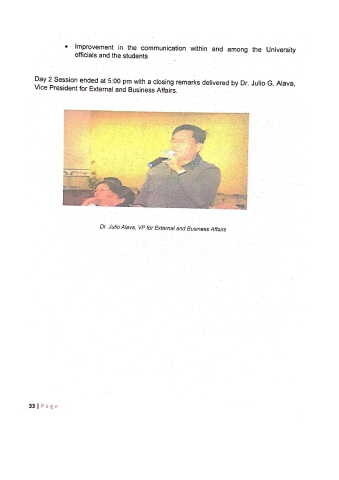 • Improvement in the communication within and among the University
officials and the students
Day 2 Session ended at 5:00 pm with a closing remarks delivered by Dr. Julio G. Alava,
Vice President for External and Business Affairs.
Dr. Julio Alava, VP for External and Business Affairs
33 | P a g e